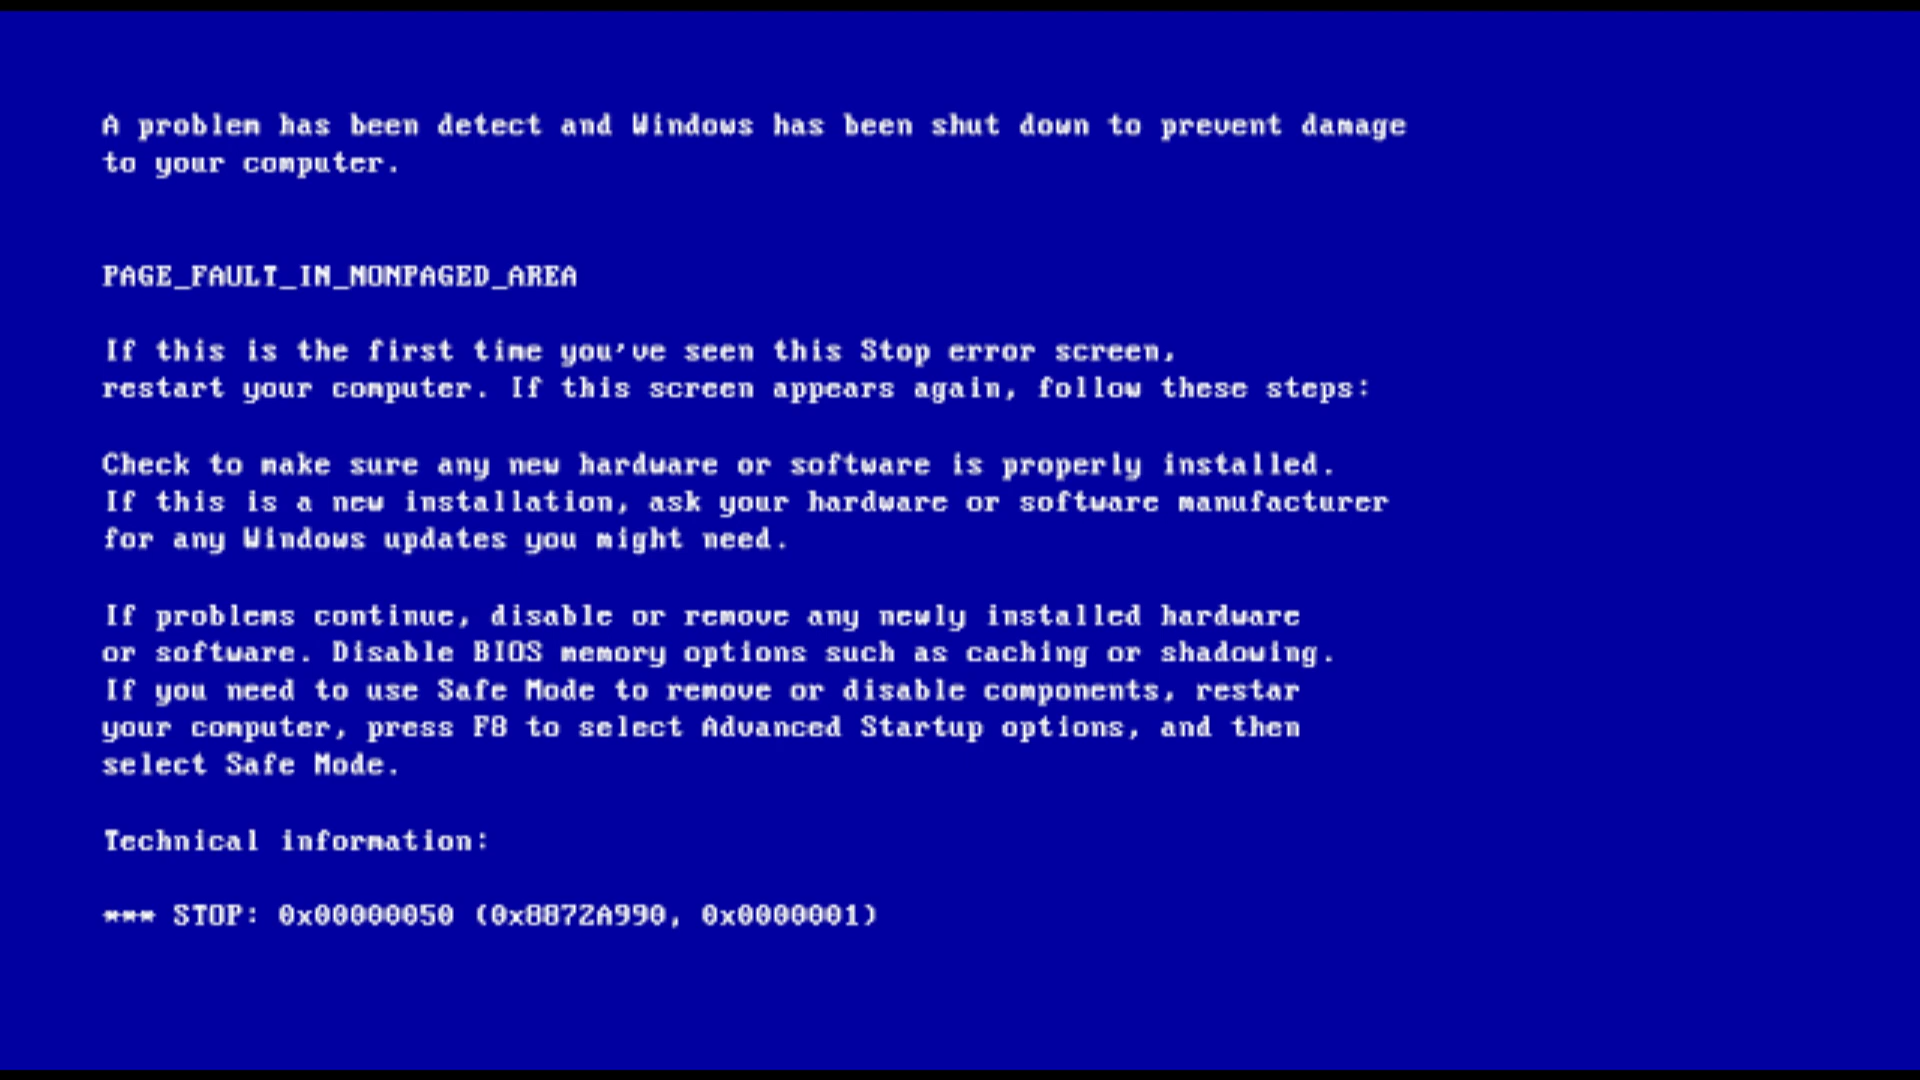 A problem has been detect and Windows has been shut down to prevent damage
to your computer.
PAGE_FAULT_IN_NONPAGED_AREA
If this is the first time you've seen this Stop error screen,
restart your computer. If this screen appears again, follow these steps:
Check to make sure any new hardware or software is properly installed.
If this is a new installation, ask your hardware or software manufacturer
for any Windows updates you might need.
If problems continue, disable or remove any newly installed hardware
or software. Disable BIOS memory options such as caching or shadowing.
If you need to use Safe Mode to remove or disable components, restar
your computer, press F8 to select Advanced Startup options, and then
select Safe Mode.
Technical information:
*** STOP: 0x00000050 (0x8872A990, 0x0000001)